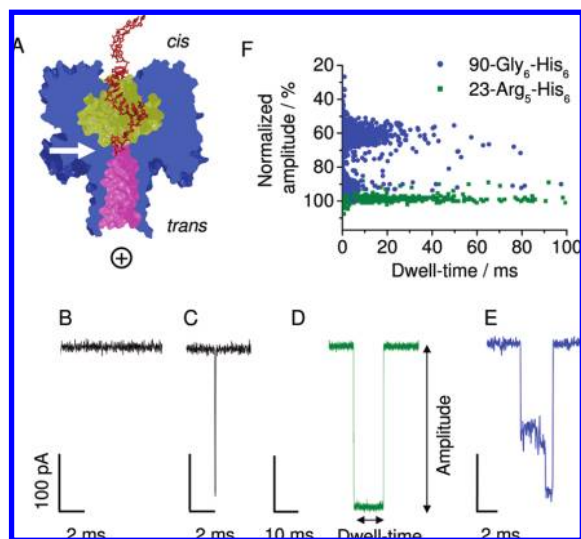 A
cis
trans
+
F
90-Gly6-His6
23-Arg5-His6
Normalized
amplitude / %
20
40
60
80
100
0 20 40 60 80 100
Dwell-time / ms
B
C
D
E
Amplitude
100 pA
2 ms
2 ms
10 ms
Dwell-time
2 ms